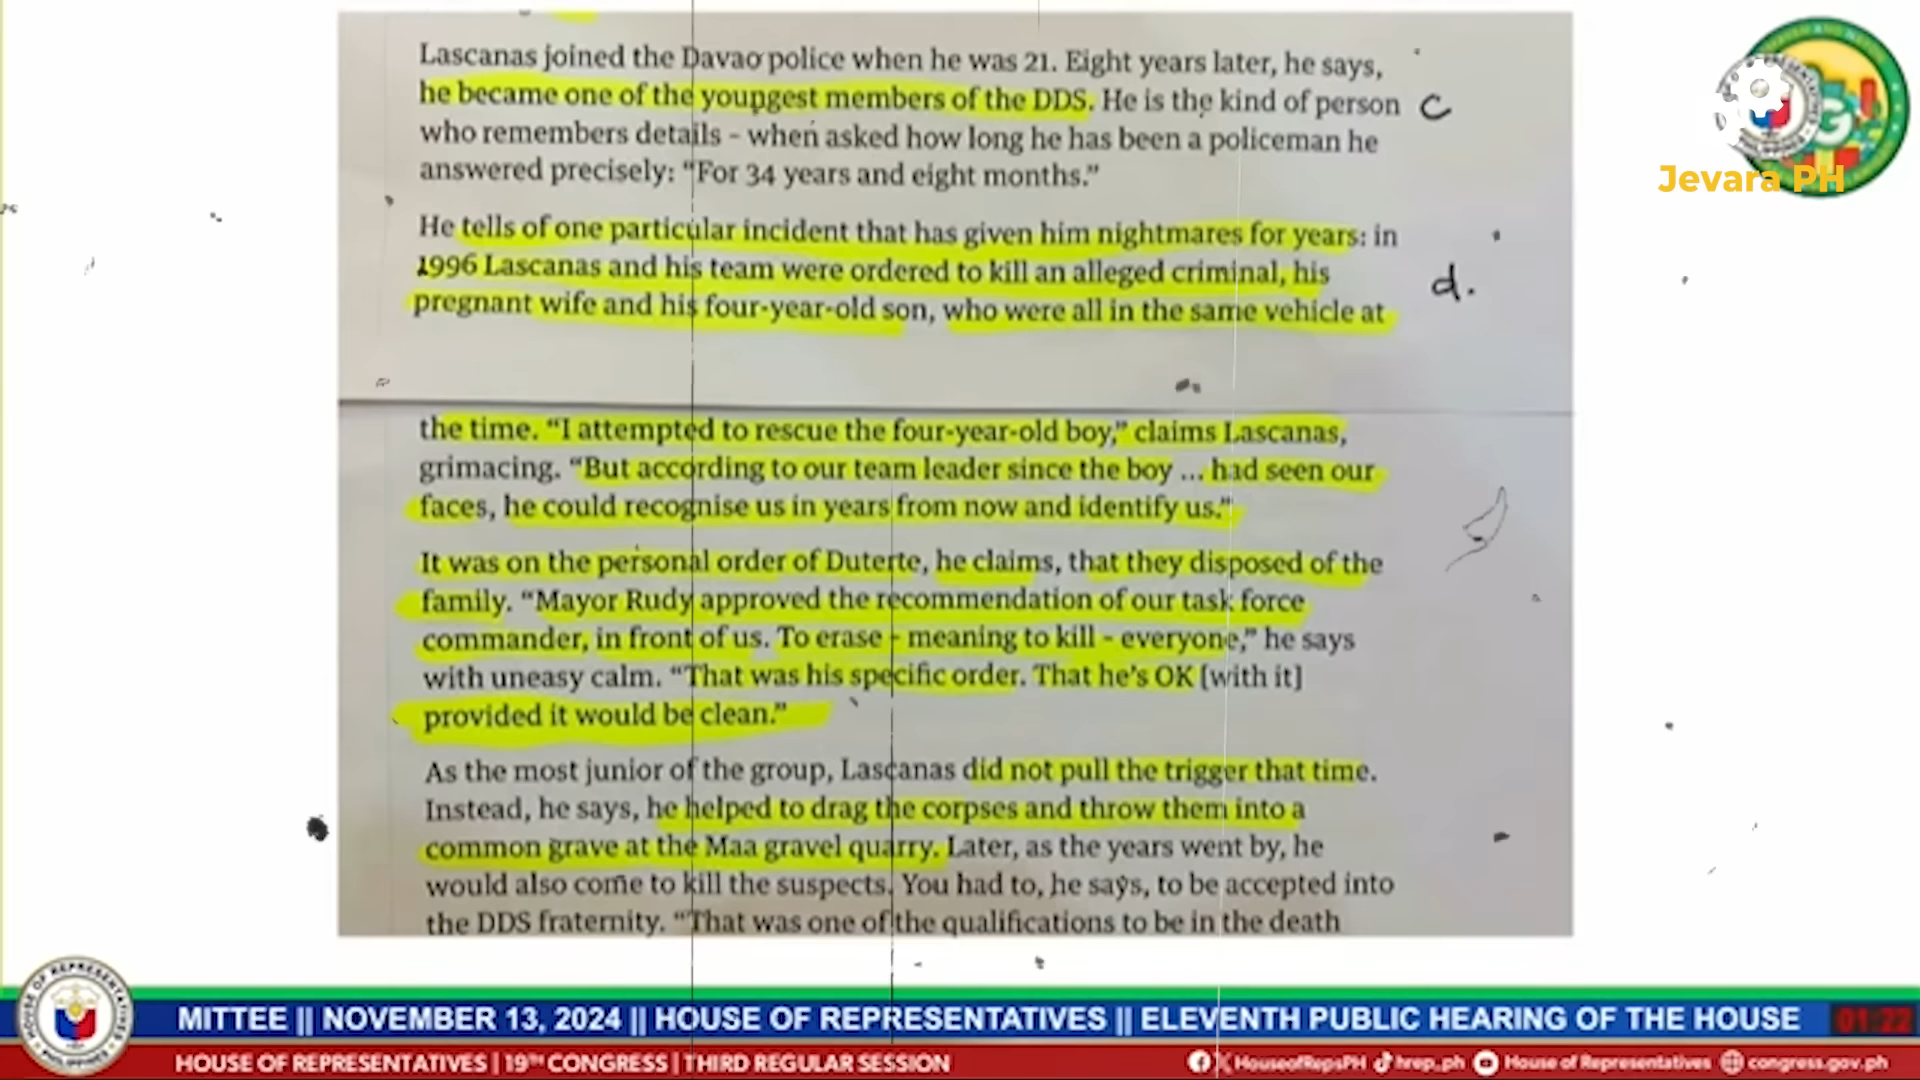 Lascanas joined the Davao police when he was 21. Eight years later, he says,
he became one of the youngest members of the DDS. He is the kind of person
who remembers details - when asked how long he has been a policeman he
answered precisely: “For 34 years and eight months.”
c
He tells of one particular incident that has given him nightmares for years: in
1996 Lascanas and his team were ordered to kill an alleged criminal, his
pregnant wife and his four-year-old son, who were all in the same vehicle at
d.
the time. “I attempted to rescue the four-year-old boy,” claims Lascanas,
grimacing. “But according to our team leader since the boy ... had seen our
faces, he could recognise us in years from now and identify us.”
It was on the personal order of Duterte, he claims, that they disposed of the
family. “Mayor Rudy approved the recommendation of our task force
commander, in front of us. To erase - meaning to kill - everyone,” he says
with uneasy calm. “That was his specific order. That he’s OK [with it]
provided it would be clean.”
As the most junior of the group, Lascanas did not pull the trigger that time.
Instead, he says, he helped to drag the corpses and throw them into a
common grave at the Maa gravel quarry. Later, as the years went by, he
would also come to kill the suspects. You had to, he says, to be accepted into
the DDS fraternity. “That was one of the qualifications to be in the death
Jevara PH
MITTEE || NOVEMBER 13, 2024 || HOUSE OF REPRESENTATIVES || ELEVENTH PUBLIC HEARING OF THE HOUSE
01:22
HOUSE OF REPRESENTATIVES | 19TH CONGRESS | THIRD REGULAR SESSION
HouseofRepsPH hrep_ph House of Representatives congress.gov.ph